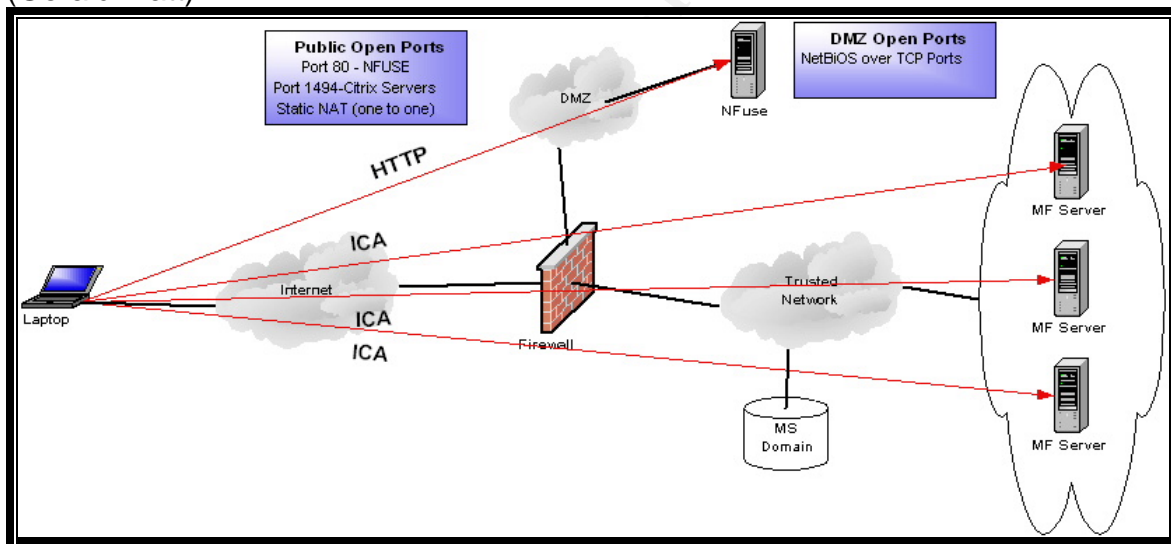 Public Open Ports
Port 80 - NFUSE
Port 1494-Citrix Servers
Static NAT (one to one)
DMZ Open Ports
NetBiOS over TCP Ports
DMZ
NFuse
HTTP
MF Server
ICA
Internet
Trusted
Network
Laptop
ICA
Firewall
MF Server
ICA
MS
Domain
MF Server